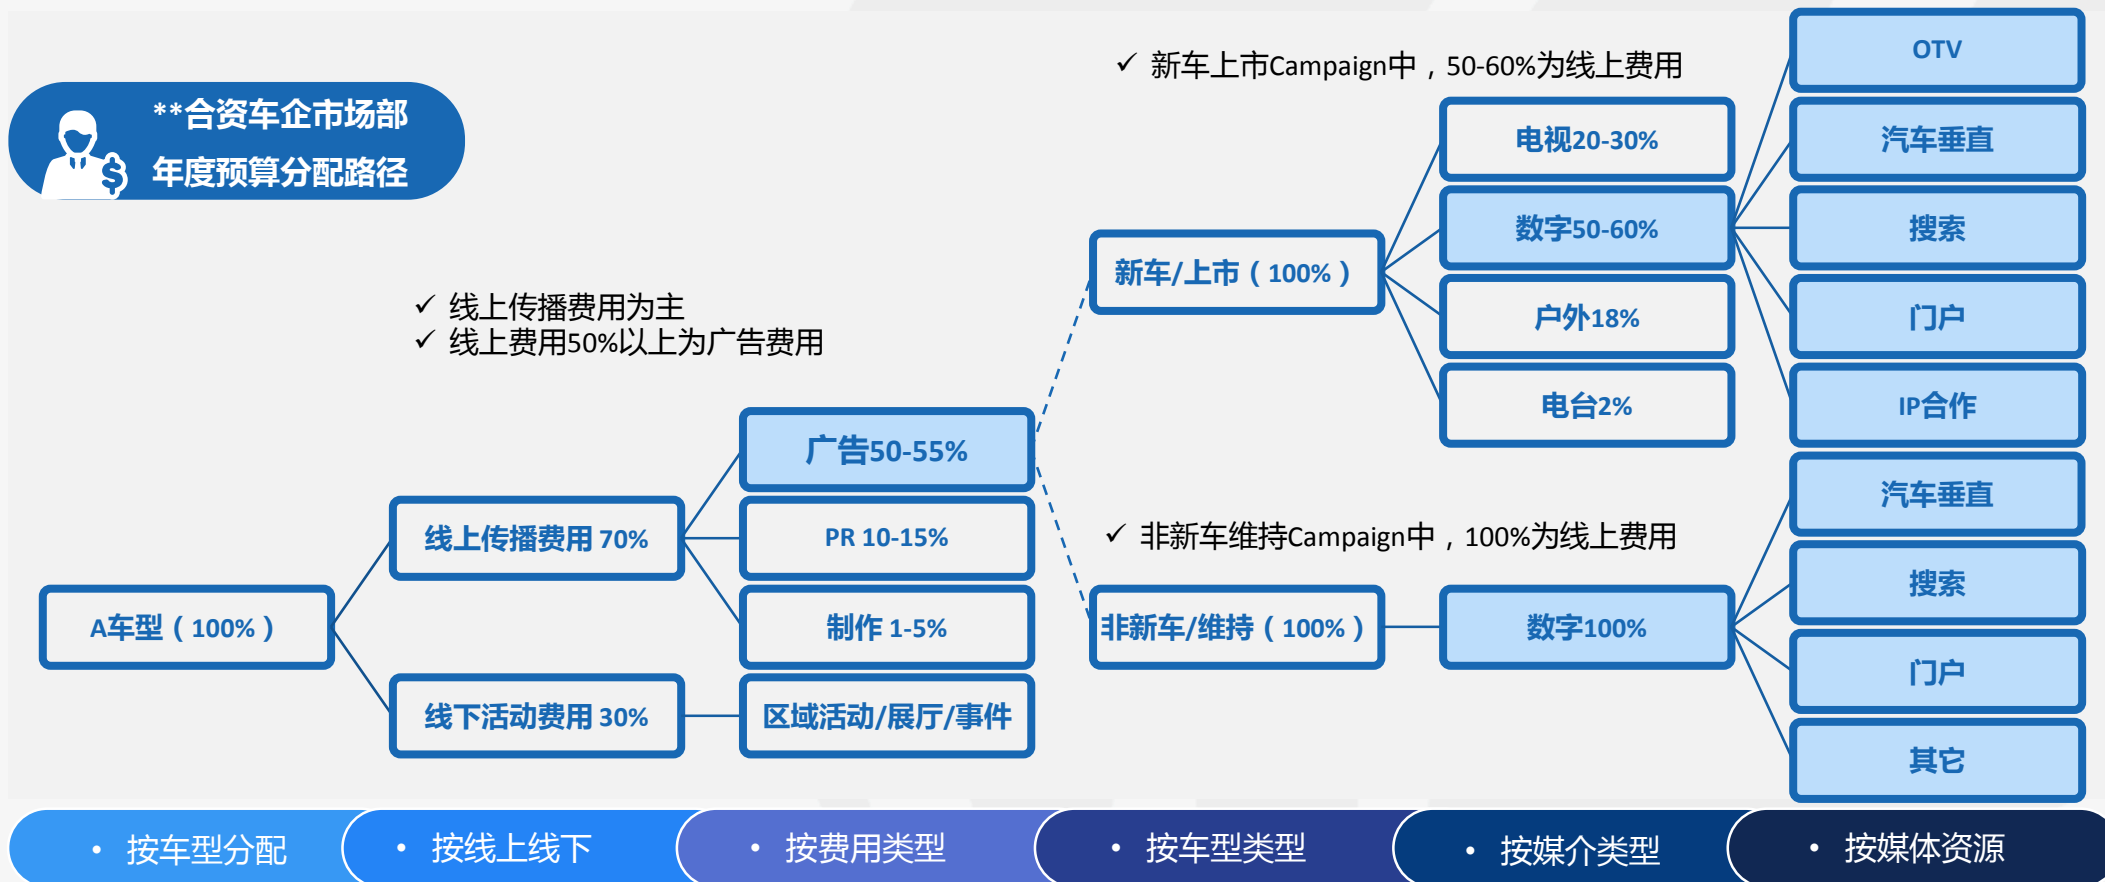 **合资车企市场部
年度预算分配路径
✓ 新车上市Campaign中，50-60%为线上费用
✓ 线上传播费用为主
✓ 线上费用50%以上为广告费用
✓ 非新车维持Campaign中，100%为线上费用
A车型（100%）
线上传播费用 70%
线下活动费用 30%
广告50-55%
PR 10-15%
制作 1-5%
区域活动/展厅/事件
新车/上市（100%）
非新车/维持（100%）
电视20-30%
数字50-60%
户外18%
电台2%
数字100%
OTV
汽车垂直
搜索
门户
IP合作
汽车垂直
搜索
门户
其它
• 按车型分配
• 按线上线下
• 按费用类型
• 按车型类型
• 按媒介类型
• 按媒体资源